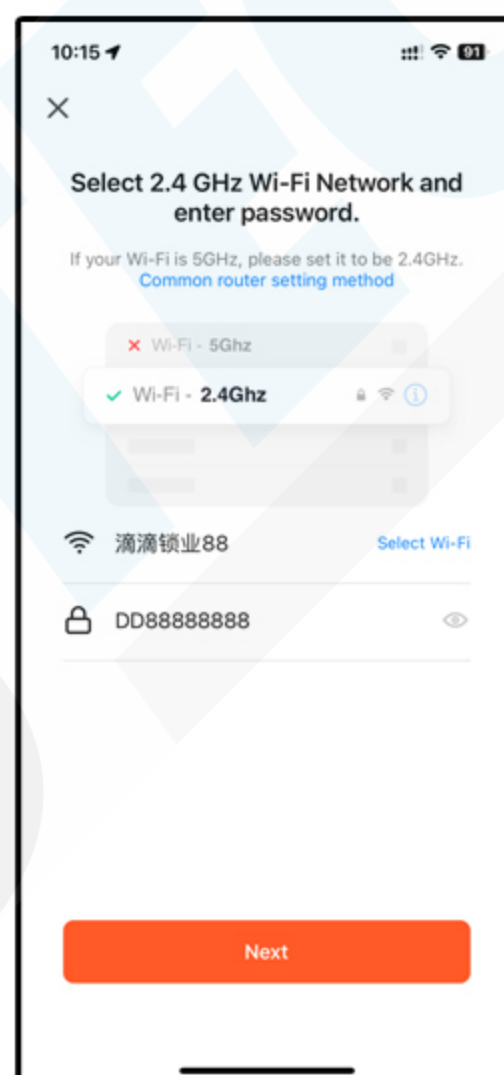 10:15
91
Select 2.4 GHz Wi-Fi Network and
enter password.
If your Wi-Fi is 5GHz, please set it to be 2.4GHz.
Common router setting method
Wi-Fi - 5Ghz
Wi-Fi - 2.4Ghz
滴滴锁业88
Select Wi-Fi
DD88888888
Next